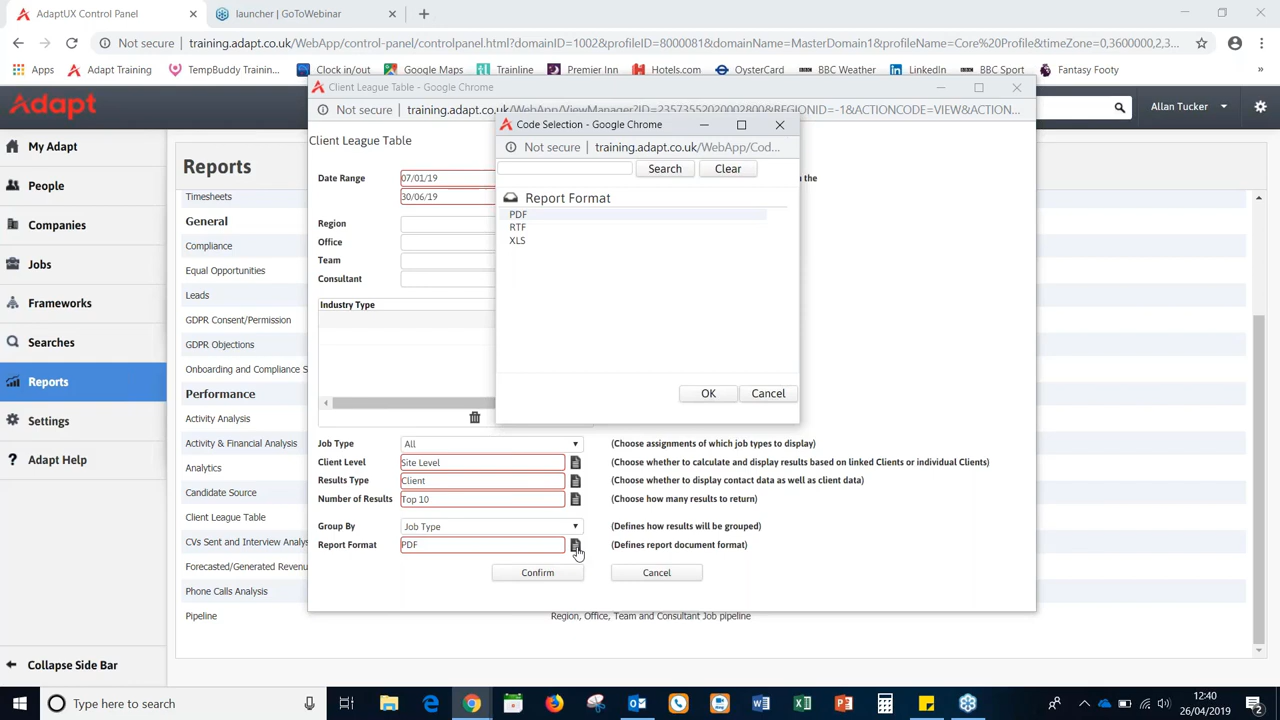 AdaptUX Control Panel
launcher | GoToWebinar
Not secure | training.adapt.co.uk/WebApp/control-panel/controlpanel.html?domainID=1002&profileID=8000081&domainName=MasterDomain1&profileName=Core%20Profile&timeZone=0,3600000,2,3...
Apps
Adapt Training
TempBuddy Trainin...
Clock in/out
Google Maps
Trainline
Premier Inn
Hotels.com
OysterCard
BBC Weather
LinkedIn
BBC Sport
Fantasy Footy
»
Client League Table - Google Chrome
Not secure | training.adapt.co.uk/WebApp/ViewManager?ID=23573552020002800&REGIONID=-1&ACTIONCODE=VIEW&ACTION...
Adapt
Allan Tucker
Code Selection - Google Chrome
Not secure | training.adapt.co.uk/WebApp/Cod...
Search
Clear
Report Format
PDF
RTF
XLS
OK
Cancel
My Adapt
People
Companies
Jobs
Frameworks
Searches
Reports
Settings
Adapt Help
Collapse Side Bar
Reports
Timesheets
General
Compliance
Equal Opportunities
Leads
GDPR Consent/Permission
GDPR Objections
Onboarding and Compliance S
Performance
Activity Analysis
Activity & Financial Analysis
Analytics
Candidate Source
Client League Table
CVs Sent and Interview Analys
Forecasted/Generated Revenu
Phone Calls Analysis
Pipeline
Region, Office, Team and Consultant Job pipeline
Client League Table
Date Range
07/01/19
n the
30/06/19
Region
Office
Team
Consultant
Industry Type
Job Type
All
(Choose assignments of which job types to display)
Client Level
Site Level
(Choose whether to calculate and display results based on linked Clients or individual Clients)
Results Type
Client
(Choose whether to display contact data as well as client data)
Number of Results
Top 10
(Choose how many results to return)
Group By
Job Type
(Defines how results will be grouped)
Report Format
PDF
(Defines report document format)
Confirm
Cancel
Type here to search
12:40
26/04/2019
2